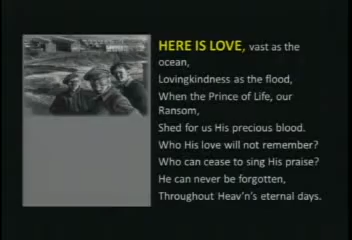 HERE IS LOVE, vast as the
ocean,
Lovingkindness as the flood,
When the Prince of Life, our
Ransom,
Shed for us His precious blood.
Who His love will not remember?
Who can cease to sing His praise?
He can never be forgotten,
Throughout Heav'n's eternal days.